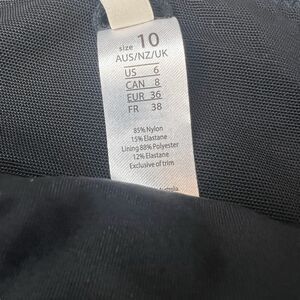 size 10
AUS/NZ/UK
US 6
CAN 8
EUR 36
FR 38
85% Nylon
15% Elastane
Lining 88% Polyester
12% Elastane
Exclusive of trim